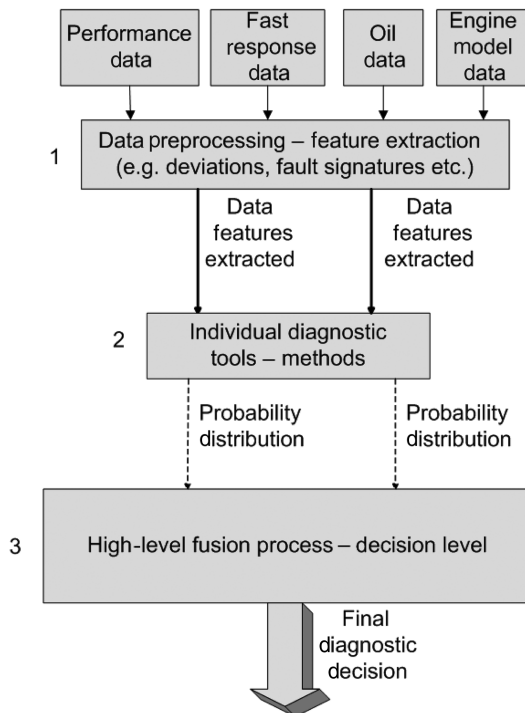 Performance
data
Fast
response
data
Oil
data
Engine
model
data
1
Data preprocessing – feature extraction
(e.g. deviations, fault signatures etc.)
Data
features
extracted
Data
features
extracted
2
Individual diagnostic
tools – methods
Probability
distribution
Probability
distribution
3
High-level fusion process – decision level
Final
diagnostic
decision